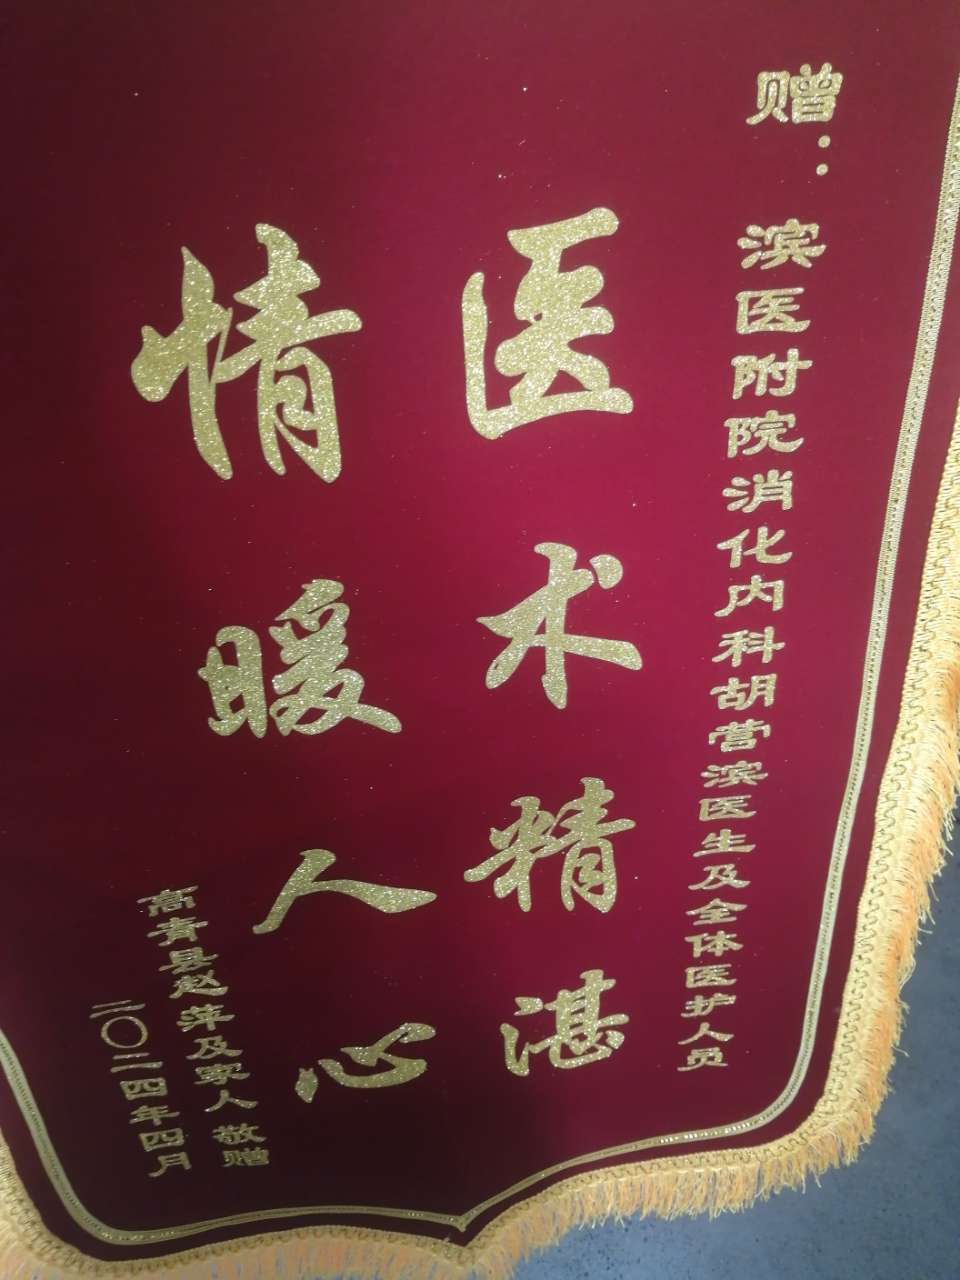 赠：滨医附院消化内科胡营滨医生及全体医护人员
医术精湛
情暖人心
高青县赵萍及家人 敬赠
二〇二四年四月